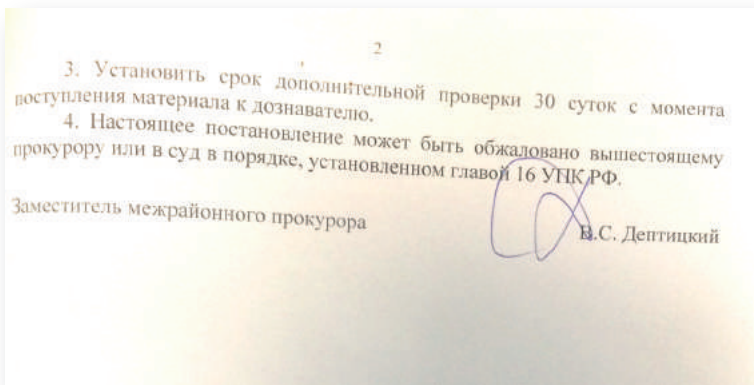 2
3. Установить срок дополнительной проверки 30 суток с момента
поступления материала к дознавателю.
4. Настоящее постановление может быть обжаловано вышестоящему
прокурору или в суд в порядке, установленном главой 16 УПК РФ.
Заместитель межрайонного прокурора В.С. Дептицкий